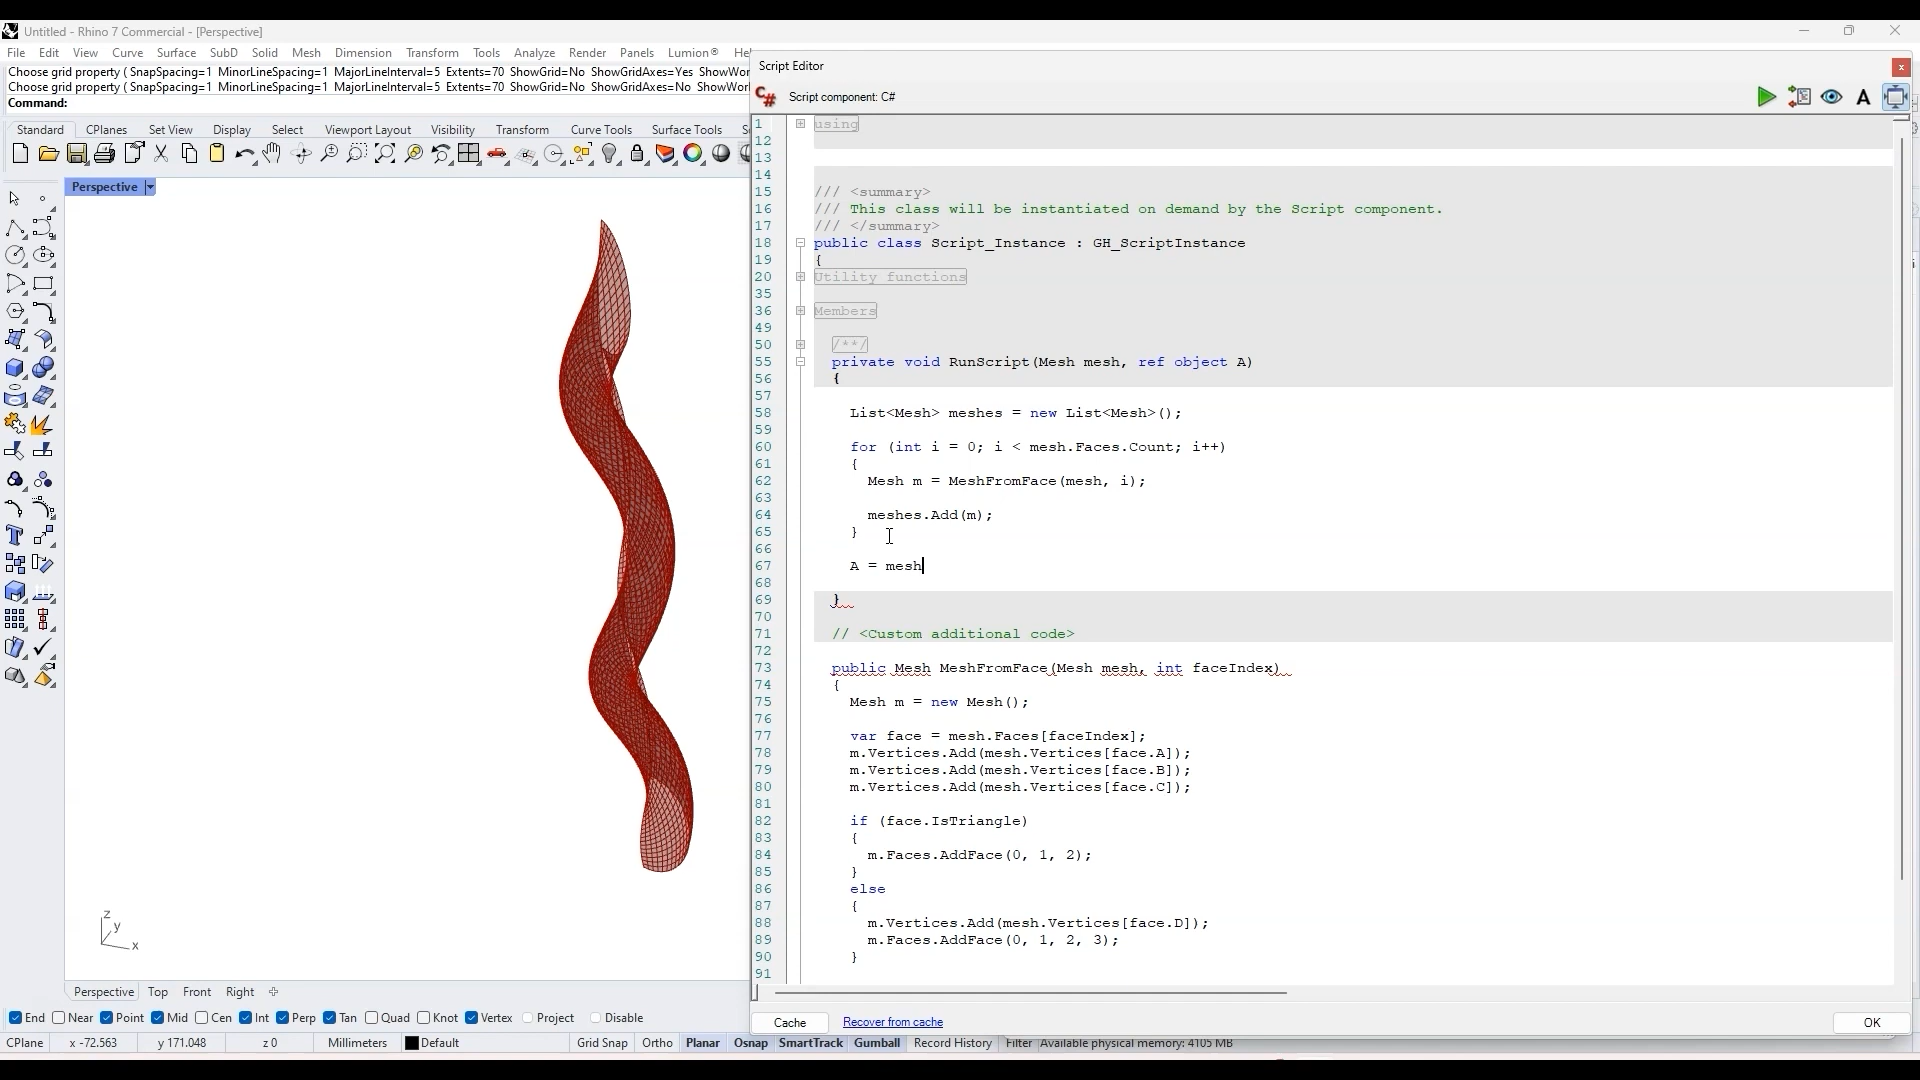 Untitled - Rhino 7 Commercial - [Perspective]
File Edit View Curve Surface SubD Solid Mesh Dimension Transform Tools Analyze Render Panels Lumion® Hel
Choose grid property ( SnapSpacing=1 MinorLineSpacing=1 MajorLineInterval=5 Extents=70 ShowGrid=No ShowGridAxes=Yes ShowWor
Choose grid property ( SnapSpacing=1 MinorLineSpacing=1 MajorLineInterval=5 Extents=70 ShowGrid=No ShowGridAxes=No ShowWor
Command:
Standard CPlanes Set View Display Select Viewport Layout Visibility Transform Curve Tools Surface Tools
Perspective
z
y
x
Perspective Top Front Right
End Near Point Mid Cen Int Perp Tan Quad Knot Vertex Project Disable
CPlane x -72.563 y 171.048 z 0 Millimeters Default Grid Snap Ortho Planar Osnap SmartTrack Gumball Record History Filter Available physical memory: 4105 MB
Script Editor
x
C# Script component: C#
A
1 using
12
13
14
15 /// <summary>
16 /// This class will be instantiated on demand by the Script component.
17 /// </summary>
18 public class Script_Instance : GH_ScriptInstance
19 {
20 Utility functions
35
36 Members
49
50 /**/
55 private void RunScript(Mesh mesh, ref object A)
56 {
57
58 List<Mesh> meshes = new List<Mesh>();
59
60 for (int i = 0; i < mesh.Faces.Count; i++)
61 {
62 Mesh m = MeshFromFace(mesh, i);
63
64 meshes.Add(m);
65 }
66
67 A = mesh
68
69 }
70
71 // <Custom additional code>
72
73 public Mesh MeshFromFace(Mesh mesh, int faceIndex)
74 {
75 Mesh m = new Mesh();
76
77 var face = mesh.Faces[faceIndex];
78 m.Vertices.Add(mesh.Vertices[face.A]);
79 m.Vertices.Add(mesh.Vertices[face.B]);
80 m.Vertices.Add(mesh.Vertices[face.C]);
81
82 if (face.IsTriangle)
83 {
84 m.Faces.AddFace(0, 1, 2);
85 }
86 else
87 {
88 m.Vertices.Add(mesh.Vertices[face.D]);
89 m.Faces.AddFace(0, 1, 2, 3);
90 }
91
Cache Recover from cache OK